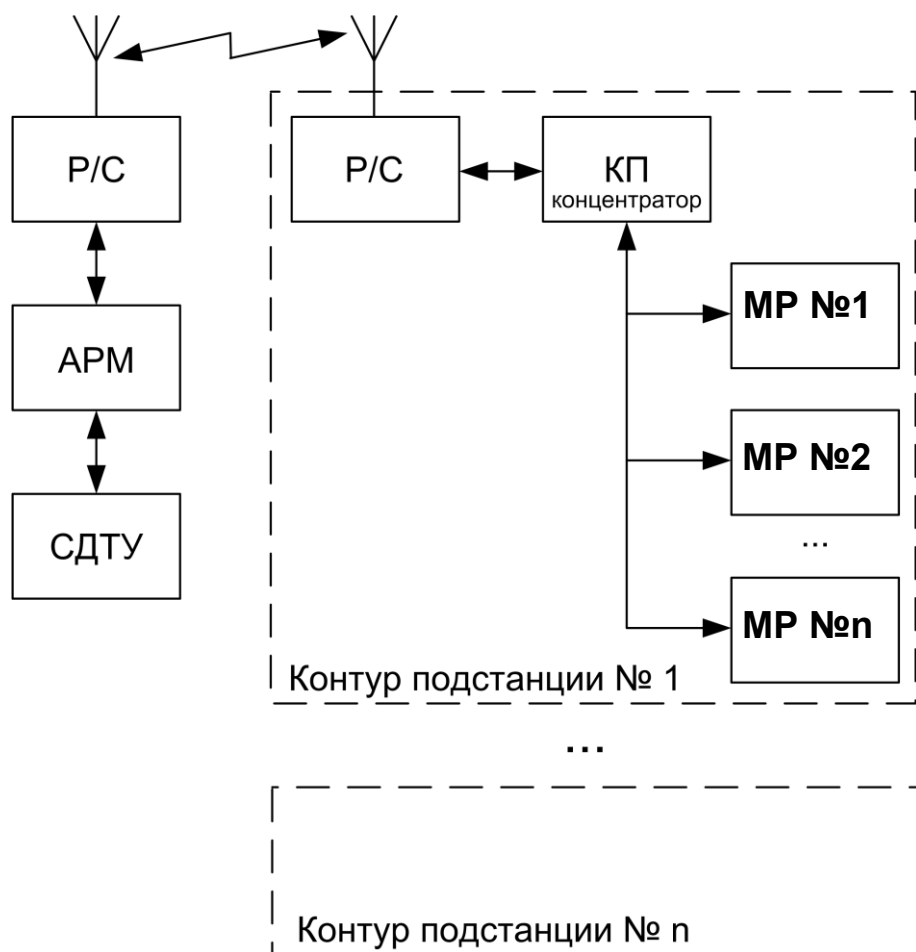 Р/С
АРМ
СДТУ
Р/С
КП
концентратор
МР №1
МР №2
...
МР №n
Контур подстанции № 1
...
Контур подстанции № n